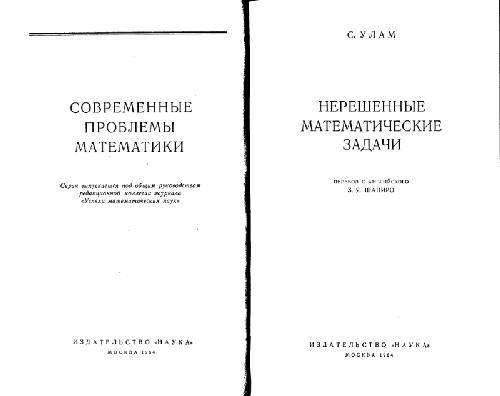 СОВРЕМЕННЫЕ
ПРОБЛЕМЫ
МАТЕМАТИКИ
Серия выпускается под общим руководством
редакционной коллегии журнала
«Успехи математических наук»
ИЗДАТЕЛЬСТВО «НАУКА»
МОСКВА 1964
С. УЛАМ
НЕРЕШЕННЫЕ
МАТЕМАТИЧЕСКИЕ
ЗАДАЧИ
ПЕРЕВОД С АНГЛИЙСКОГО
З. Я. ШАПИРО
ИЗДАТЕЛЬСТВО «НАУКА»
МОСКВА 1964